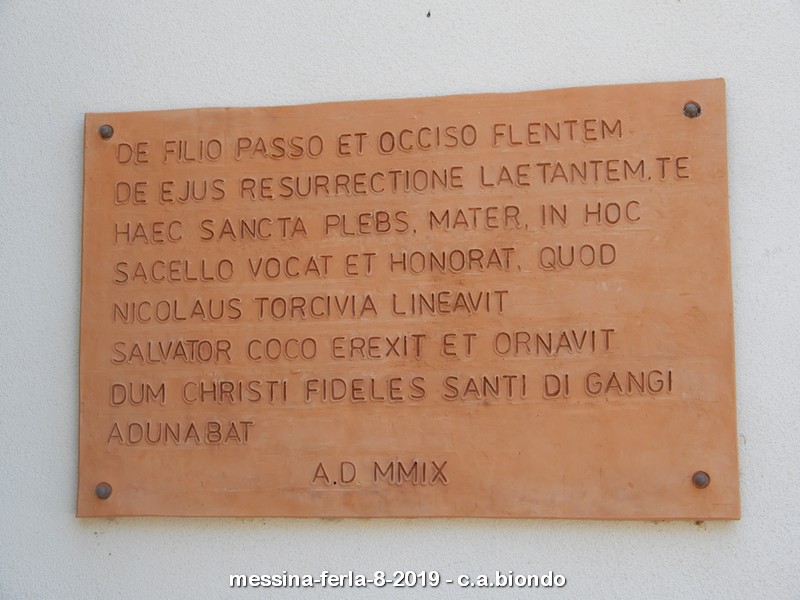 DE FILIO PASSO ET OCCISO FLENTEM
DE EJUS RESURRECTIONE LAETANTEM, TE
HAEC SANCTA PLEBS, MATER, IN HOC
SACELLO VOCAT ET HONORAT, QUOD
NICOLAUS TORCIVIA LINEAVIT
SALVATOR COCO EREXIT ET ORNAVIT
DUM CHRISTI FIDELES SANTI DI GANGI
ADUNABAT
A.D. MMIX
messina-ferla-8-2019 - c.a.biondo